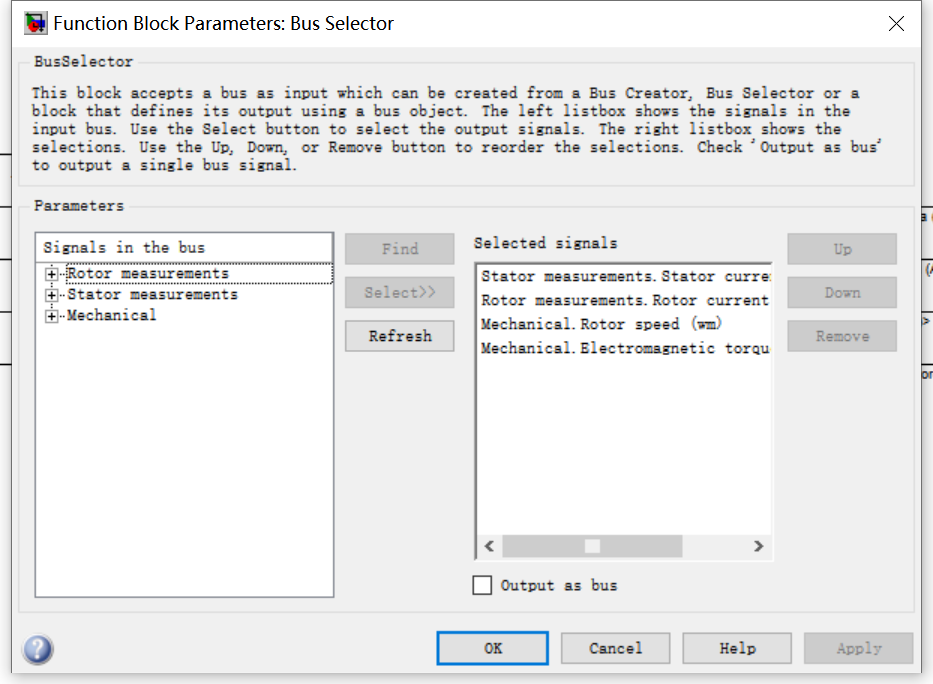 Function Block Parameters: Bus Selector
BusSelector
This block accepts a bus as input which can be created from a Bus Creator, Bus Selector or a
block that defines its output using a bus object. The left listbox shows the signals in the
input bus. Use the Select button to select the output signals. The right listbox shows the
selections. Use the Up, Down, or Remove button to reorder the selections. Check 'Output as bus'
to output a single bus signal.
Parameters
Signals in the bus
Rotor measurements
Stator measurements
Mechanical
Find
Select>>
Refresh
Selected signals
Stator measurements.Stator curre
Rotor measurements.Rotor current
Mechanical.Rotor speed (wm)
Mechanical.Electromagnetic torqu
Up
Down
Remove
Output as bus
OK
Cancel
Help
Apply